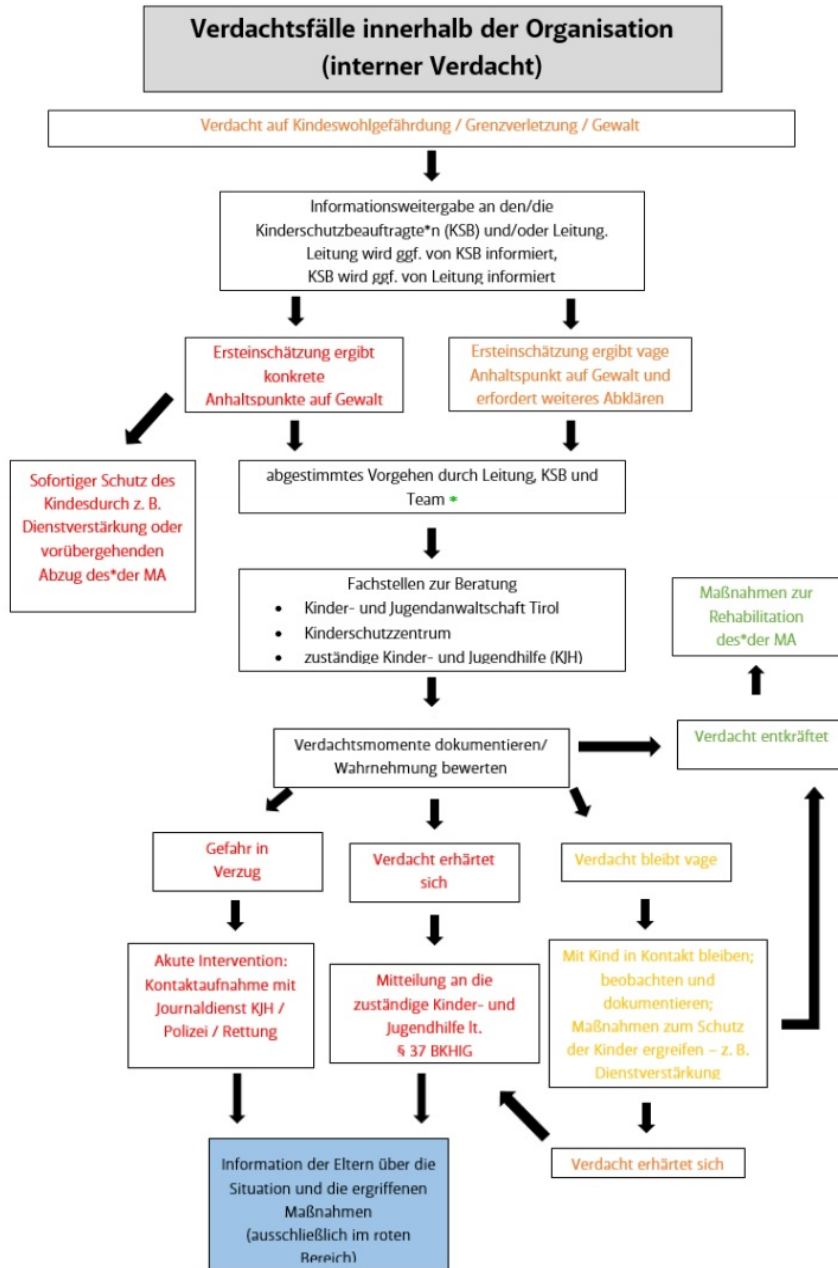 Verdachtsfälle innerhalb der Organisation
(interner Verdacht)
Verdacht auf Kindeswohlgefährdung / Grenzverletzung / Gewalt
Informationsweitergabe an den/die
Kinderschutzbeauftragte*n (KSB) und/oder Leitung.
Leitung wird ggf. von KSB informiert,
KSB wird ggf. von Leitung informiert
Ersteinschätzung ergibt
konkrete
Anhaltspunkte auf Gewalt
Ersteinschätzung ergibt vage
Anhaltspunkt auf Gewalt und
erfordert weiteres Abklären
Sofortiger Schutz des
Kindesdurch z. B.
Dienstverstärkung oder
vorübergehenden
Abzug des*der MA
abgestimmtes Vorgehen durch Leitung, KSB und
Team *
Fachstellen zur Beratung
• Kinder- und Jugendanwaltschaft Tirol
• Kinderschutzzentrum
• zuständige Kinder- und Jugendhilfe (KJH)
Maßnahmen zur
Rehabilitation
des*der MA
Verdachtsmomente dokumentieren/
Wahrnehmung bewerten
Verdacht entkräftet
Gefahr in
Verzug
Verdacht erhärtet
sich
Verdacht bleibt vage
Akute Intervention:
Kontaktaufnahme mit
Journaldienst KJH /
Polizei / Rettung
Mitteilung an die
zuständige Kinder- und
Jugendhilfe lt.
§ 37 BKHIG
Mit Kind in Kontakt bleiben;
beobachten und
dokumentieren;
Maßnahmen zum Schutz
der Kinder ergreifen – z. B.
Dienstverstärkung
Verdacht erhärtet sich
Information der Eltern über die
Situation und die ergriffenen
Maßnahmen
(ausschließlich im roten
Bereich)